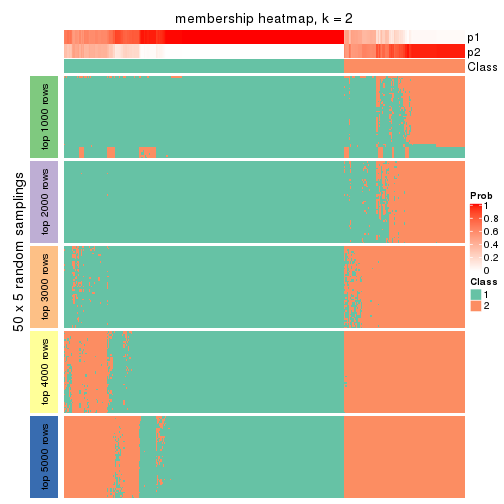 membership heatmap, k = 2
p1
p2
Class
50 x 5 random samplings
top 1000 rows
top 2000 rows
top 3000 rows
top 4000 rows
top 5000 rows
Prob
1
0.8
0.6
0.4
0.2
0
Class
1
2